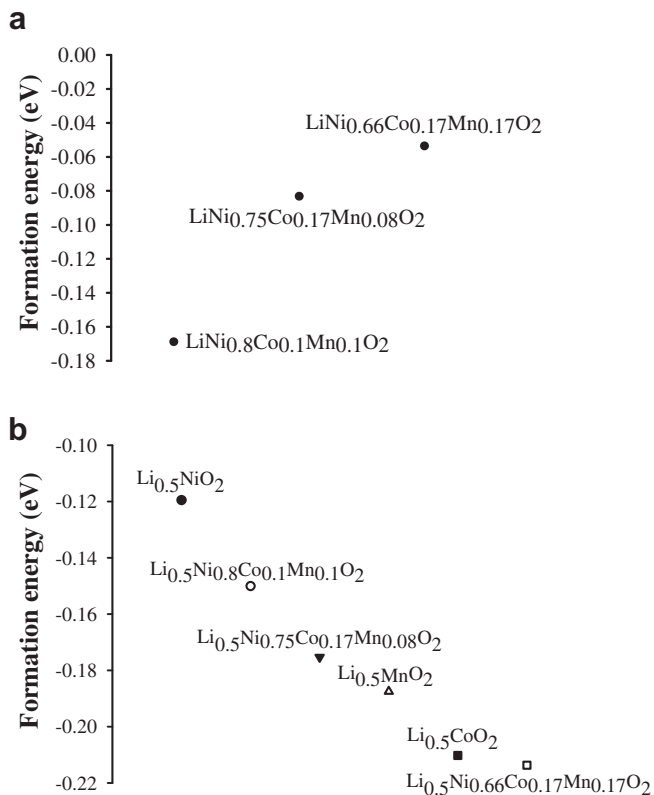 a
Formation energy (eV)
0.00
-0.02
-0.04
-0.06
-0.08
-0.10
-0.12
-0.14
-0.16
-0.18
LiNi0.66Co0.17Mn0.17O2
LiNi0.75Co0.17Mn0.08O2
LiNi0.8Co0.1Mn0.1O2
b
Formation energy (eV)
-0.10
-0.12
-0.14
-0.16
-0.18
-0.20
-0.22
Li0.5NiO2
Li0.5Ni0.8Co0.1Mn0.1O2
Li0.5Ni0.75Co0.17Mn0.08O2
Li0.5MnO2
Li0.5CoO2
Li0.5Ni0.66Co0.17Mn0.17O2